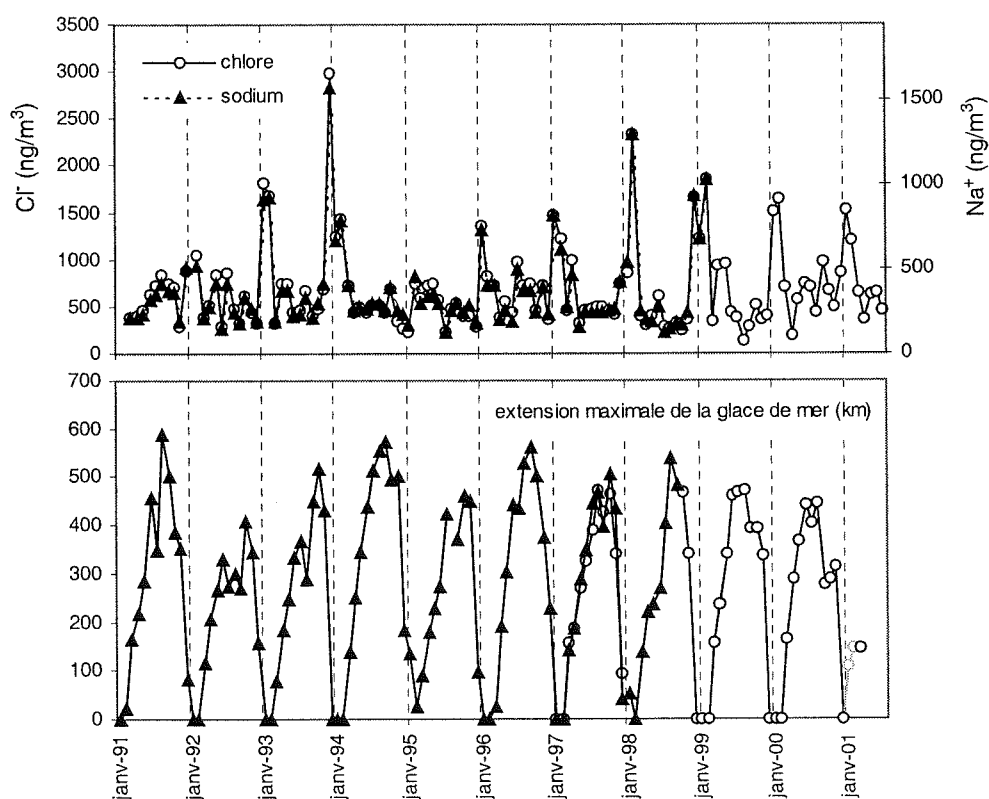 3500
3000
2500
2000
1500
1000
500
0
Cl⁻ (ng/m³)
chlore
sodium
1500
1000
500
0
Na⁺ (ng/m³)
extension maximale de la glace de mer (km)
700
600
500
400
300
200
100
0
janv-91
janv-92
janv-93
janv-94
janv-95
janv-96
janv-97
janv-98
janv-99
janv-00
janv-01